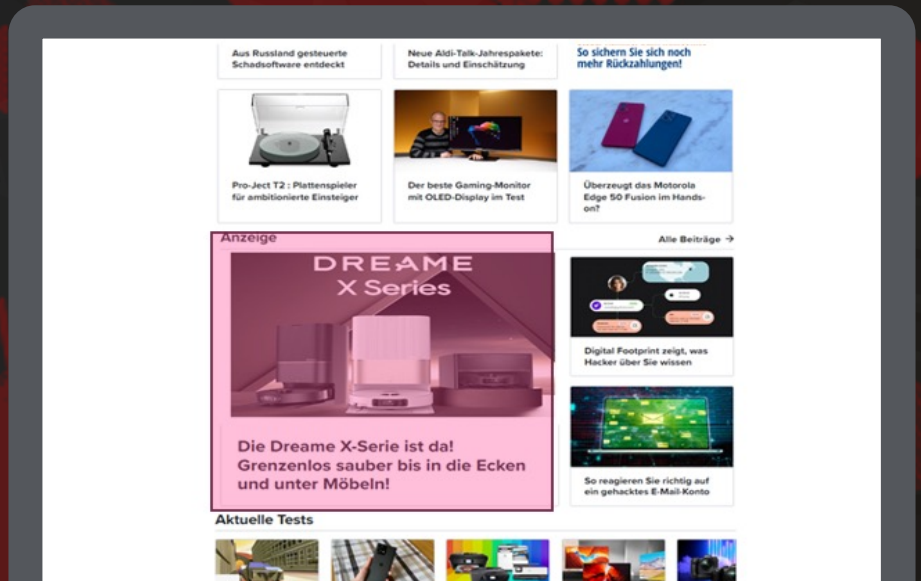 Aus Russland gesteuerte
Schadsoftware entdeckt
Neue Aldi-Talk-Jahrespakete:
Details und Einschätzung
So sichern Sie sich noch
mehr Rückzahlungen!
Pro-Ject T2 : Plattenspieler
für ambitionierte Einsteiger
Der beste Gaming-Monitor
mit OLED-Display im Test
Überzeugt das Motorola
Edge 50 Fusion im Hands-
on?
Anzeige
Alle Beiträge →
DREAME
X Series
Die Dreame X-Serie ist da!
Grenzenlos sauber bis in die Ecken
und unter Möbeln!
Digital Footprint zeigt, was
Hacker über Sie wissen
So reagieren Sie richtig auf
ein gehacktes E-Mail-Konto
Aktuelle Tests